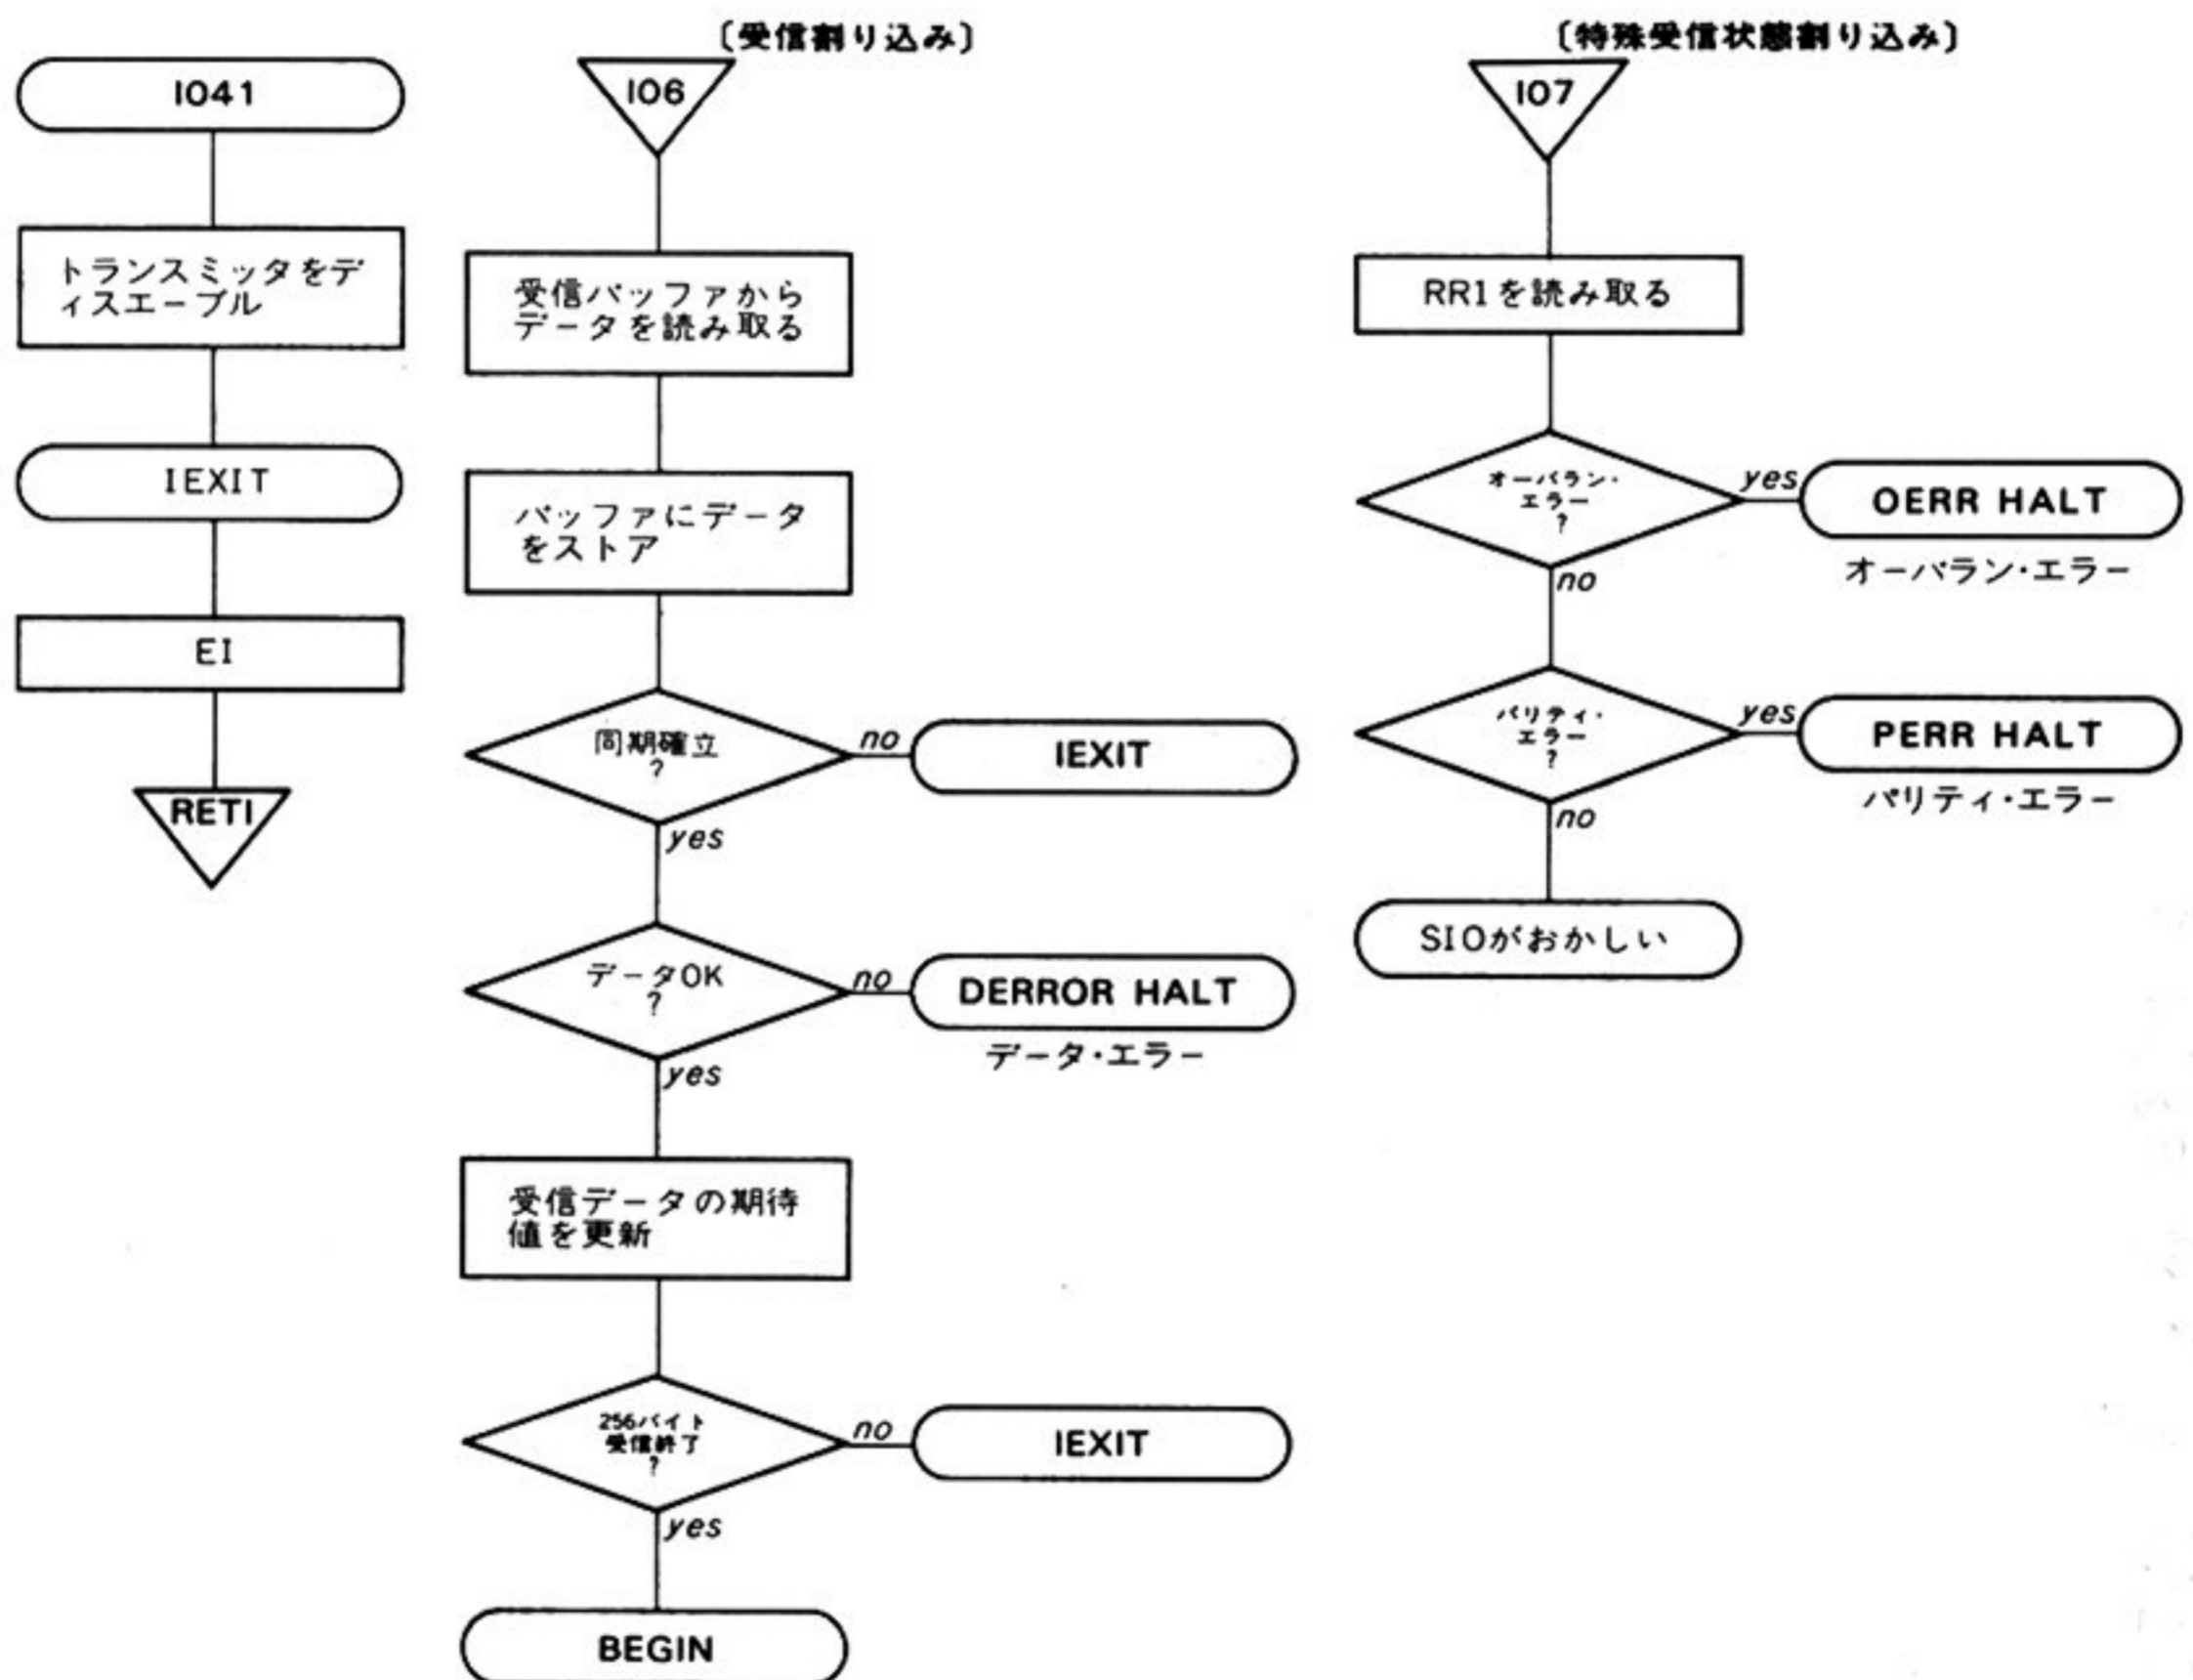 IO41
トランスミッタをデ
ィスエーブル
IEXIT
EI
RETI
〔受信割り込み〕
IO6
受信バッファから
データを読み取る
バッファにデータ
をストア
同期確立
?
no
IEXIT
yes
データOK
?
no
DERROR HALT
データ・エラー
yes
受信データの期待
値を更新
256バイト
受信終了
?
no
IEXIT
yes
BEGIN
〔特殊受信状態割り込み〕
IO7
RR1を読み取る
オーバラン・
エラー
?
yes
OERR HALT
オーバラン・エラー
no
パリティ・
エラー
?
yes
PERR HALT
パリティ・エラー
no
SIOがおかしい